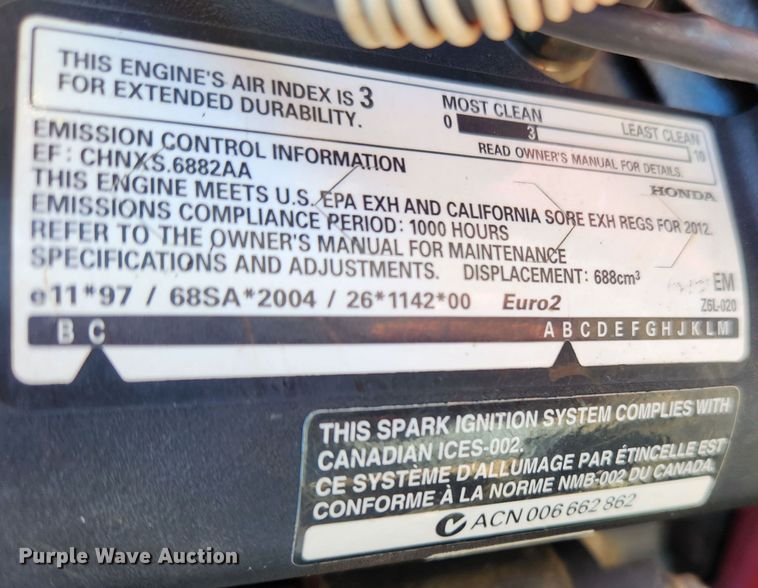 THIS ENGINE'S AIR INDEX IS 3
FOR EXTENDED DURABILITY.
MOST CLEAN
0 3 10
LEAST CLEAN
READ OWNER'S MANUAL FOR DETAILS.
EMISSION CONTROL INFORMATION
HONDA
EF: CHNXS.6882AA
THIS ENGINE MEETS U.S. EPA EXH AND CALIFORNIA SORE EXH REGS FOR 2012.
EMISSIONS COMPLIANCE PERIOD: 1000 HOURS
REFER TO THE OWNER'S MANUAL FOR MAINTENANCE
SPECIFICATIONS AND ADJUSTMENTS. DISPLACEMENT: 688cm³
EM
e11*97 / 68SA*2004 / 26*1142*00 Euro2
Z6L-020
B C A B C D E F G H J K L M
THIS SPARK IGNITION SYSTEM COMPLIES WITH
CANADIAN ICES-002.
CE SYSTÈME D'ALLUMAGE PAR ÉTINCELLE EST
CONFORME À LA NORME NMB-002 DU CANADA.
ACN 006 662 862
Purple Wave Auction